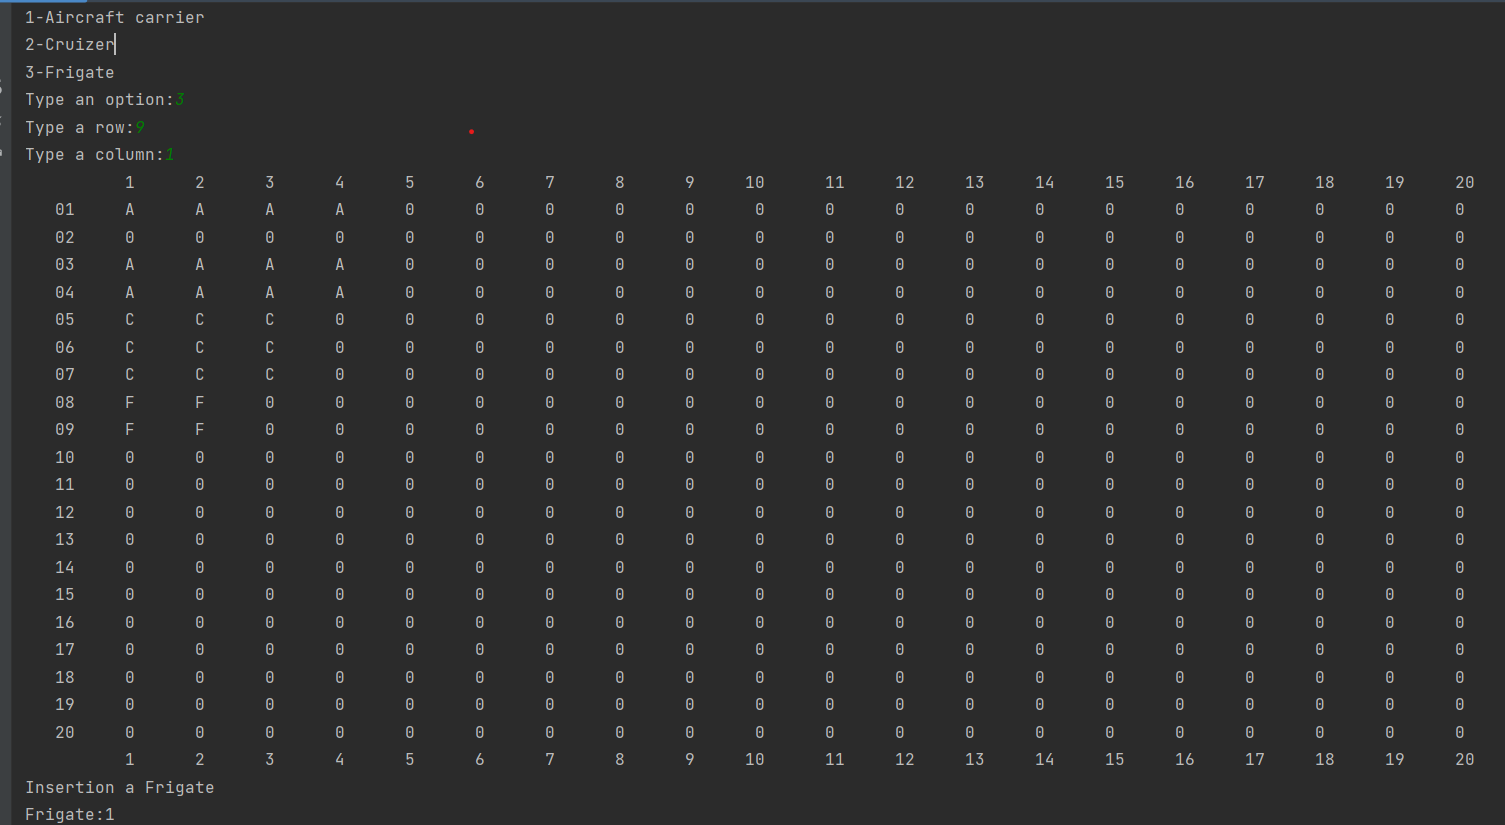 1-Aircraft carrier
2-Cruizer
3-Frigate
Type an option:3
Type a row:9
Type a column:1
1 2 3 4 5 6 7 8 9 10 11 12 13 14 15 16 17 18 19 20
01 A A A A 0 0 0 0 0 0 0 0 0 0 0 0 0 0 0 0
02 0 0 0 0 0 0 0 0 0 0 0 0 0 0 0 0 0 0 0 0
03 A A A A 0 0 0 0 0 0 0 0 0 0 0 0 0 0 0 0
04 A A A A 0 0 0 0 0 0 0 0 0 0 0 0 0 0 0 0
05 C C C 0 0 0 0 0 0 0 0 0 0 0 0 0 0 0 0 0
06 C C C 0 0 0 0 0 0 0 0 0 0 0 0 0 0 0 0 0
07 C C C 0 0 0 0 0 0 0 0 0 0 0 0 0 0 0 0 0
08 F F 0 0 0 0 0 0 0 0 0 0 0 0 0 0 0 0 0 0
09 F F 0 0 0 0 0 0 0 0 0 0 0 0 0 0 0 0 0 0
10 0 0 0 0 0 0 0 0 0 0 0 0 0 0 0 0 0 0 0 0
11 0 0 0 0 0 0 0 0 0 0 0 0 0 0 0 0 0 0 0 0
12 0 0 0 0 0 0 0 0 0 0 0 0 0 0 0 0 0 0 0 0
13 0 0 0 0 0 0 0 0 0 0 0 0 0 0 0 0 0 0 0 0
14 0 0 0 0 0 0 0 0 0 0 0 0 0 0 0 0 0 0 0 0
15 0 0 0 0 0 0 0 0 0 0 0 0 0 0 0 0 0 0 0 0
16 0 0 0 0 0 0 0 0 0 0 0 0 0 0 0 0 0 0 0 0
17 0 0 0 0 0 0 0 0 0 0 0 0 0 0 0 0 0 0 0 0
18 0 0 0 0 0 0 0 0 0 0 0 0 0 0 0 0 0 0 0 0
19 0 0 0 0 0 0 0 0 0 0 0 0 0 0 0 0 0 0 0 0
20 0 0 0 0 0 0 0 0 0 0 0 0 0 0 0 0 0 0 0 0
1 2 3 4 5 6 7 8 9 10 11 12 13 14 15 16 17 18 19 20
Insertion a Frigate
Frigate:1